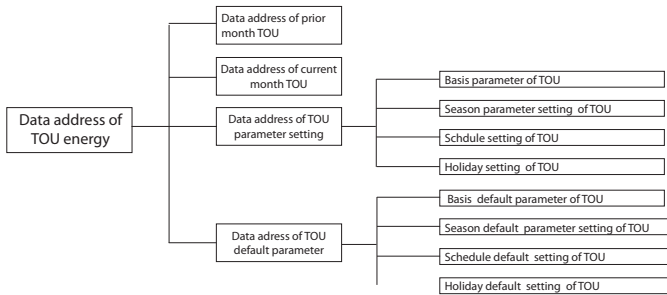 Data address of prior
month TOU
Data address of current
month TOU
Data address of
TOU energy
Data address of TOU
parameter setting
Basis parameter of TOU
Season parameter setting of TOU
Schdule setting of TOU
Holiday setting of TOU
Data adress of TOU
default parameter
Basis default parameter of TOU
Season default parameter setting of TOU
Schedule default setting of TOU
Holiday default setting of TOU